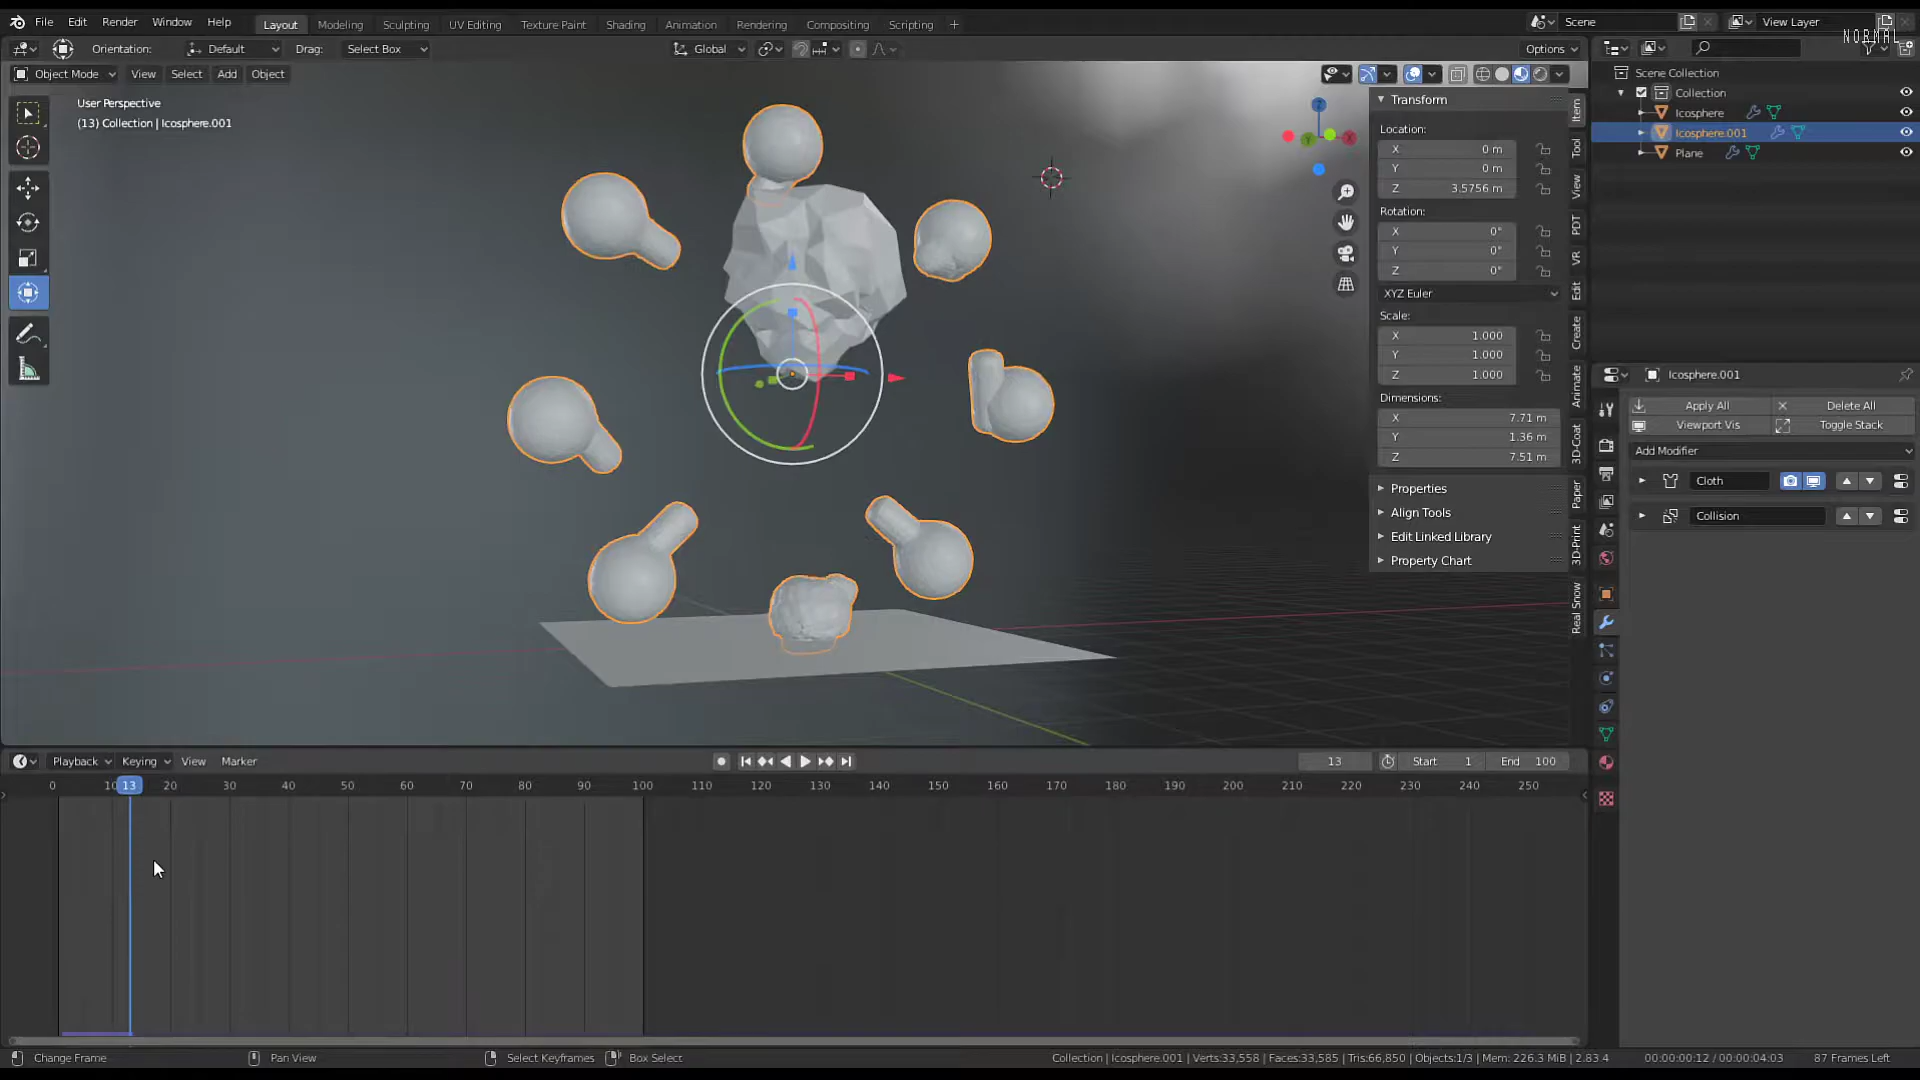 File Edit Render Window Help Layout Modeling Sculpting UV Editing Texture Paint Shading Animation Rendering Compositing Scripting + Scene View Layer
NORMAL
Orientation: Default Drag: Select Box Global Options
Object Mode View Select Add Object
User Perspective
(13) Collection | Icosphere.001
Transform
Location:
X 0 m
Y 0 m
Z 3.5756 m
Rotation:
X 0°
Y 0°
Z 0°
XYZ Euler
Scale:
X 1.000
Y 1.000
Z 1.000
Dimensions:
X 7.71 m
Y 1.36 m
Z 7.51 m
Properties
Align Tools
Edit Linked Library
Property Chart
Item
Tool
View
PDT
VR
Edit
Create
Animate
3D-Coat
Paper
3D-Print
Real Snow
Scene Collection
Collection
Icosphere
Icosphere.001
Plane
Icosphere.001
Apply All Delete All
Viewport Vis Toggle Stack
Add Modifier
Cloth
Collision
Playback Keying View Marker 13 Start 1 End 100
0 10 13 20 30 40 50 60 70 80 90 100 110 120 130 140 150 160 170 180 190 200 210 220 230 240 250
Change Frame Pan View Select Keyframes Box Select Collection | Icosphere.001 | Verts:33,558 | Faces:33,585 | Tris:66,850 | Objects:1/3 | Mem: 226.3 MiB | 2.83.4 00:00:00:12 / 00:00:04:03 87 Frames Left